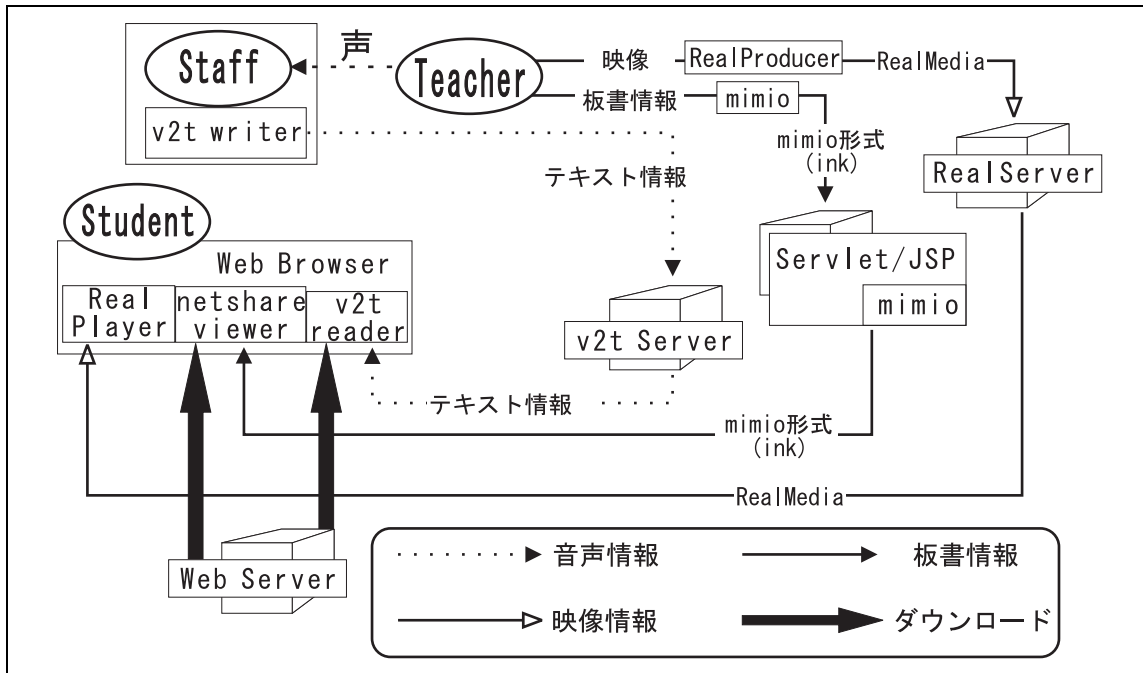 声
Staff
Teacher
映像
RealProducer
RealMedia
板書情報
mimio
v2t writer
mimio形式
(ink)
テキスト情報
RealServer
Student
Servlet/JSP
mimio
Web Browser
Real
Player
netshare
viewer
v2t
reader
v2t Server
テキスト情報
mimio形式
(ink)
RealMedia
Web Server
音声情報
板書情報
映像情報
ダウンロード